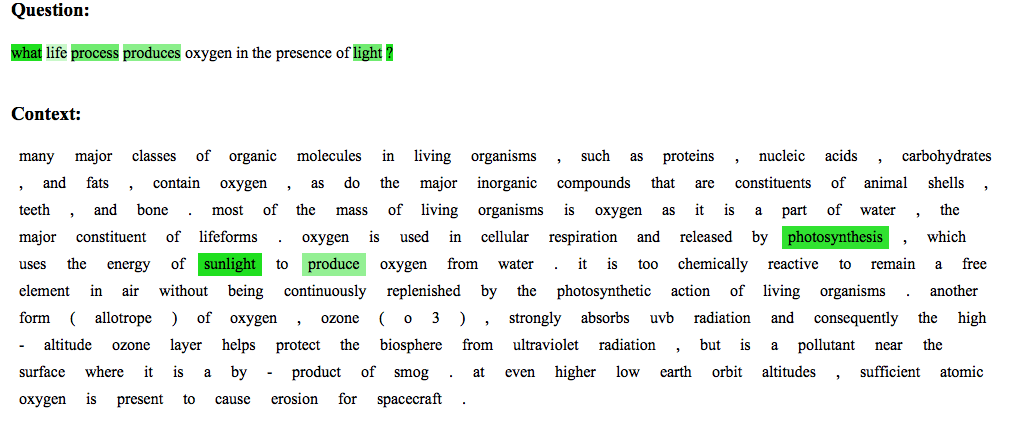 Question:
what life process produces oxygen in the presence of light ?
Context:
many major classes of organic molecules in living organisms , such as proteins , nucleic acids , carbohydrates
, and fats , contain oxygen , as do the major inorganic compounds that are constituents of animal shells ,
teeth , and bone . most of the mass of living organisms is oxygen as it is a part of water , the
major constituent of lifeforms . oxygen is used in cellular respiration and released by photosynthesis , which
uses the energy of sunlight to produce oxygen from water . it is too chemically reactive to remain a free
element in air without being continuously replenished by the photosynthetic action of living organisms . another
form ( allotrope ) of oxygen , ozone ( o 3 ) , strongly absorbs uvb radiation and consequently the high
- altitude ozone layer helps protect the biosphere from ultraviolet radiation , but is a pollutant near the
surface where it is a by - product of smog . at even higher low earth orbit altitudes , sufficient atomic
oxygen is present to cause erosion for spacecraft .